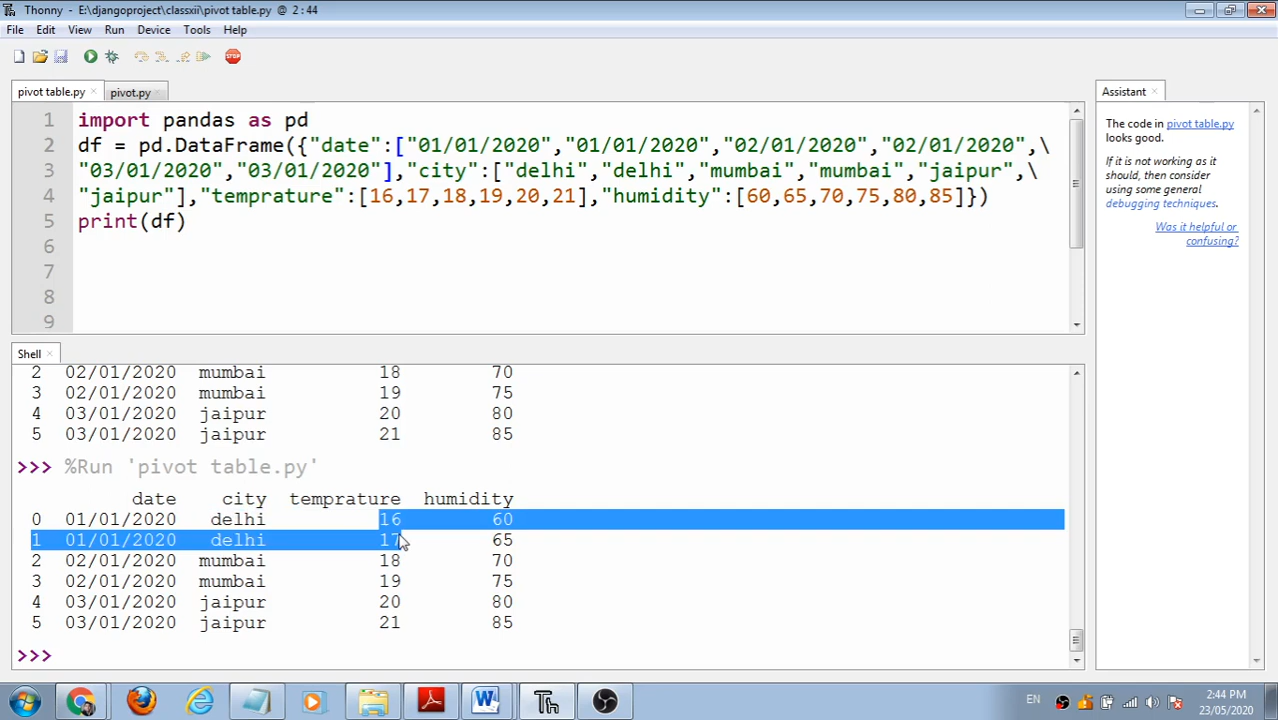 Thonny - E:\djangoproject\classxii\pivot table.py @ 2:44
File Edit View Run Device Tools Help
STOP
pivot table.py pivot.py
1 import pandas as pd
2 df = pd.DataFrame({"date":["01/01/2020","01/01/2020","02/01/2020","02/01/2020",\
3 "03/01/2020","03/01/2020"],"city":["delhi","delhi","mumbai","mumbai","jaipur",\
4 "jaipur"],"temprature":[16,17,18,19,20,21],"humidity":[60,65,70,75,80,85]})
5 print(df)
6
7
8
9
Assistant
The code in pivot table.py
looks good.
If it is not working as it
should, then consider
using some general
debugging techniques.
Was it helpful or
confusing?
Shell
2 02/01/2020 mumbai 18 70
3 02/01/2020 mumbai 19 75
4 03/01/2020 jaipur 20 80
5 03/01/2020 jaipur 21 85
>>> %Run 'pivot table.py'
date city temprature humidity
0 01/01/2020 delhi 16 60
1 01/01/2020 delhi 17 65
2 02/01/2020 mumbai 18 70
3 02/01/2020 mumbai 19 75
4 03/01/2020 jaipur 20 80
5 03/01/2020 jaipur 21 85
>>>
Th
EN
2:44 PM
23/05/2020